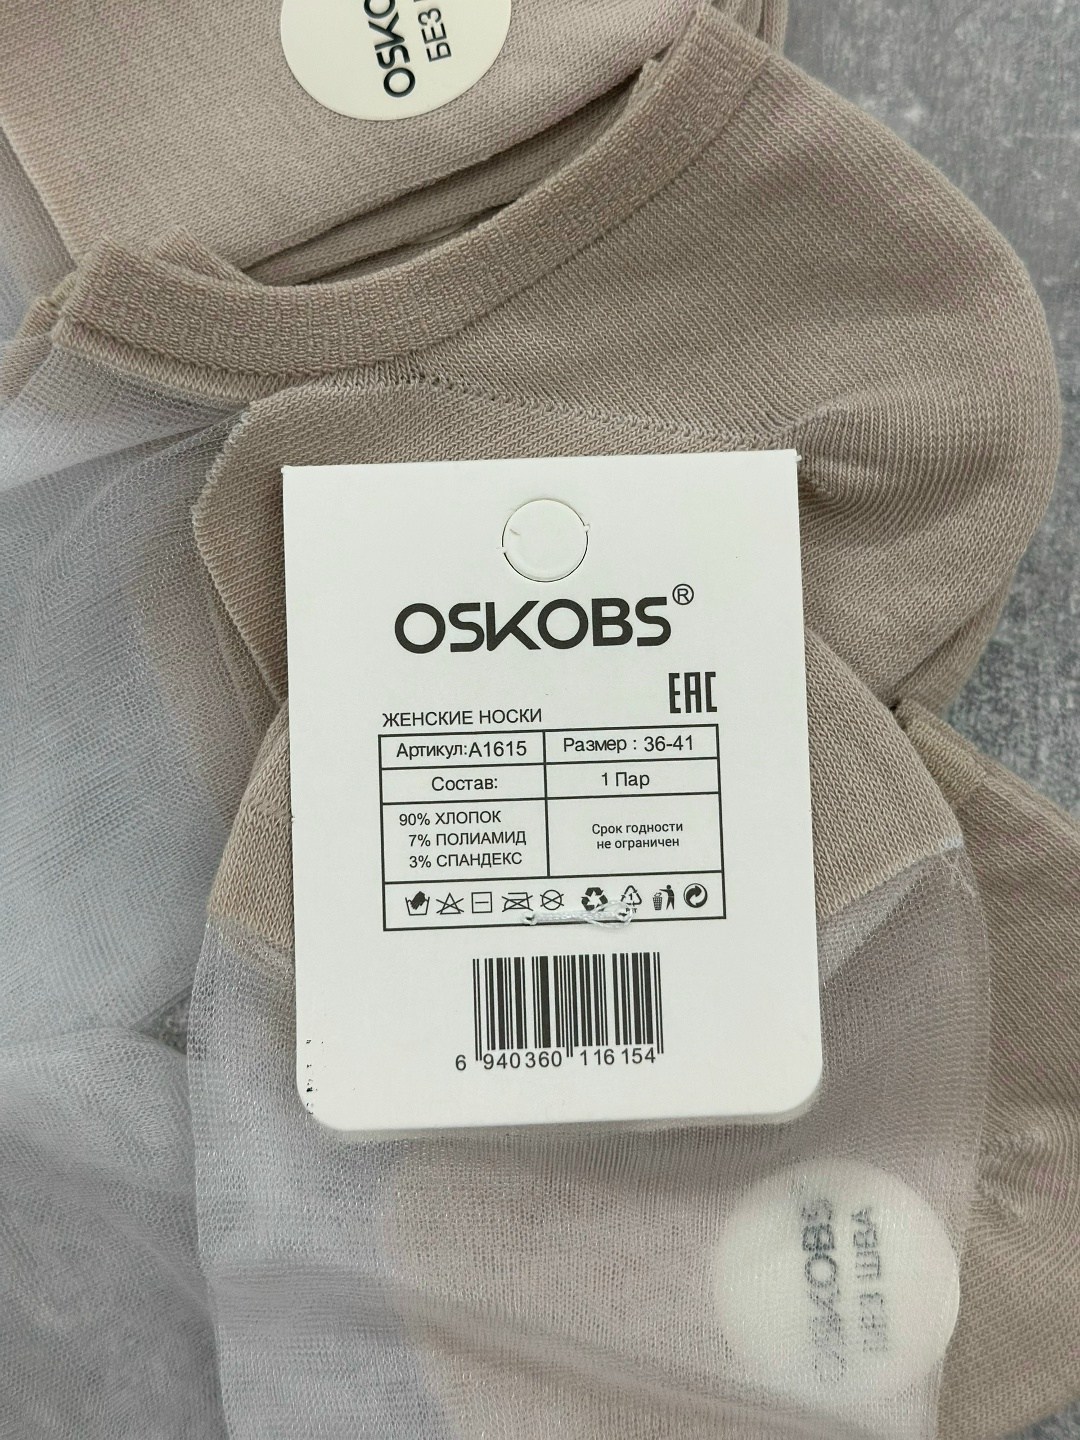 OSKO
БЕЗ
OSKOBS®
EAC
ЖЕНСКИЕ НОСКИ
Артикул:A1615 Размер : 36-41
Состав: 1 Пар
90% ХЛОПОК
7% ПОЛИАМИД
3% СПАНДЕКС
Срок годности
не ограничен
6 940360 116154
OSKOBS
БЕЗ ШВА